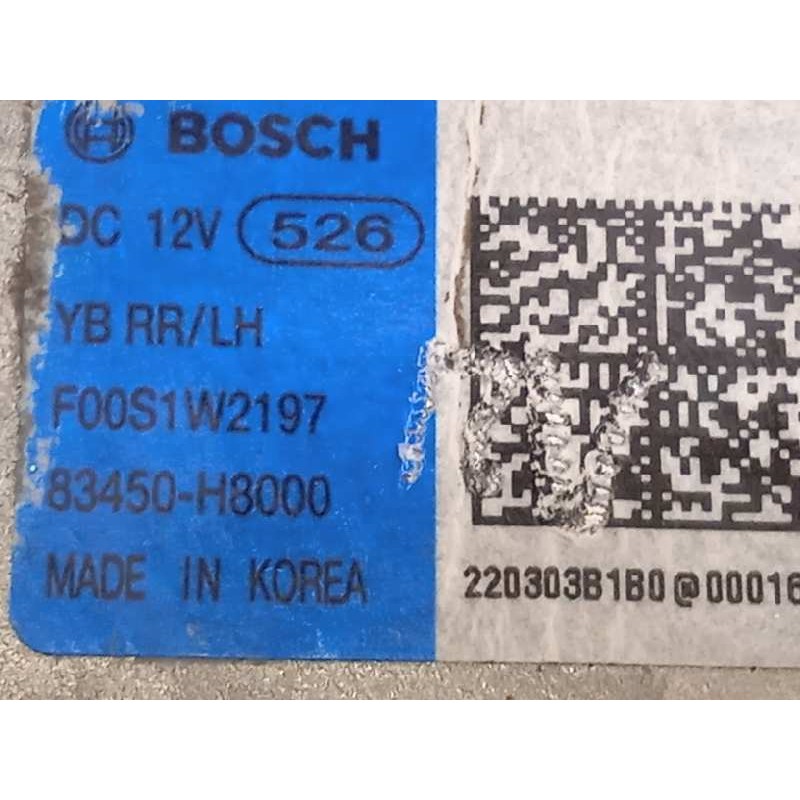 BOSCH
DC 12V 526
YB RR/LH
F00S1W2197
83450-H8000
MADE IN KOREA
220303B1B0@00016